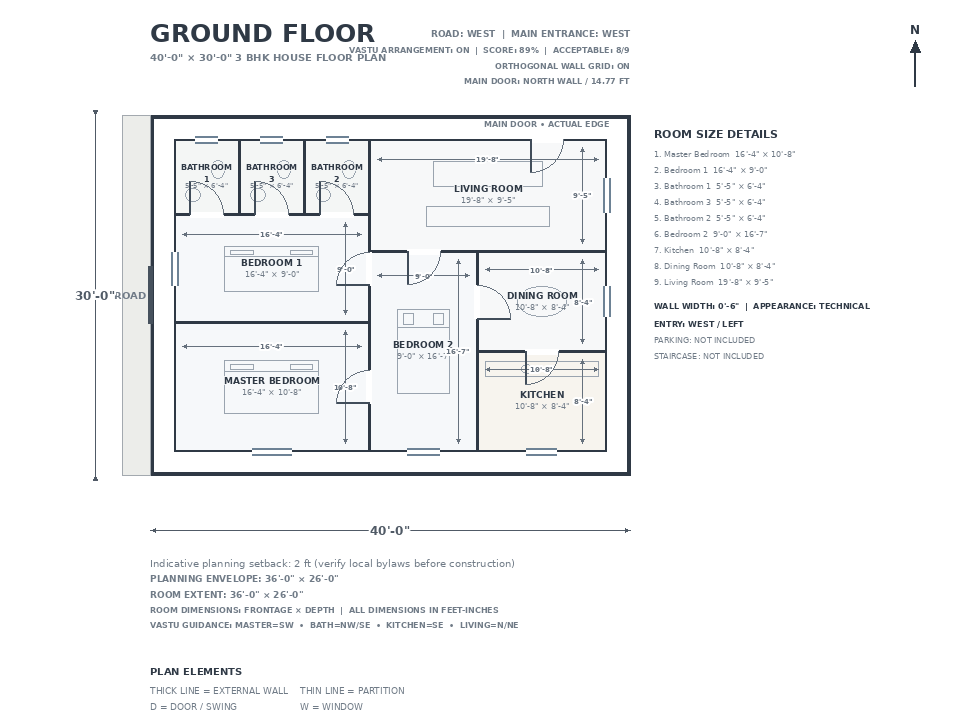 GROUND FLOOR
40'-0" × 30'-0" 3 BHK HOUSE FLOOR PLAN
ROAD: WEST | MAIN ENTRANCE: WEST
VASTU ARRANGEMENT: ON | SCORE: 89% | ACCEPTABLE: 8/9
ORTHOGONAL WALL GRID: ON
MAIN DOOR: NORTH WALL / 14.77 FT
N
MAIN DOOR • ACTUAL EDGE
BATHROOM
1
5'-5" × 6'-4"
BATHROOM
3
5'-5" × 6'-4"
BATHROOM
2
5'-5" × 6'-4"
19'-8"
LIVING ROOM
19'-8" × 9'-5"
9'-5"
16'-4"
BEDROOM 1
16'-4" × 9'-0"
9'-0"
9'-0"
10'-8"
DINING ROOM
10'-8" × 8'-4"
8'-4"
30'-0"
ROAD
16'-4"
MASTER BEDROOM
16'-4" × 10'-8"
10'-8"
BEDROOM 2
9'-0" × 16'-7"
16'-7"
10'-8"
KITCHEN
10'-8" × 8'-4"
8'-4"
40'-0"
ROOM SIZE DETAILS
1. Master Bedroom 16'-4" × 10'-8"
2. Bedroom 1 16'-4" × 9'-0"
3. Bathroom 1 5'-5" × 6'-4"
4. Bathroom 3 5'-5" × 6'-4"
5. Bathroom 2 5'-5" × 6'-4"
6. Bedroom 2 9'-0" × 16'-7"
7. Kitchen 10'-8" × 8'-4"
8. Dining Room 10'-8" × 8'-4"
9. Living Room 19'-8" × 9'-5"
WALL WIDTH: 0'-6" | APPEARANCE: TECHNICAL
ENTRY: WEST / LEFT
PARKING: NOT INCLUDED
STAIRCASE: NOT INCLUDED
Indicative planning setback: 2 ft (verify local bylaws before construction)
PLANNING ENVELOPE: 36'-0" × 26'-0"
ROOM EXTENT: 36'-0" × 26'-0"
ROOM DIMENSIONS: FRONTAGE × DEPTH | ALL DIMENSIONS IN FEET-INCHES
VASTU GUIDANCE: MASTER=SW • BATH=NW/SE • KITCHEN=SE • LIVING=N/NE
PLAN ELEMENTS
THICK LINE = EXTERNAL WALL THIN LINE = PARTITION
D = DOOR / SWING W = WINDOW